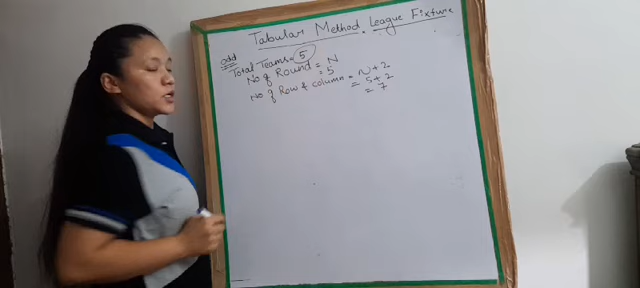 Tabular Method. League Fixture
odd
Total Teams = 5
No of Round = N
= 5
No of Row & column = N + 2
= 5 + 2
= 7